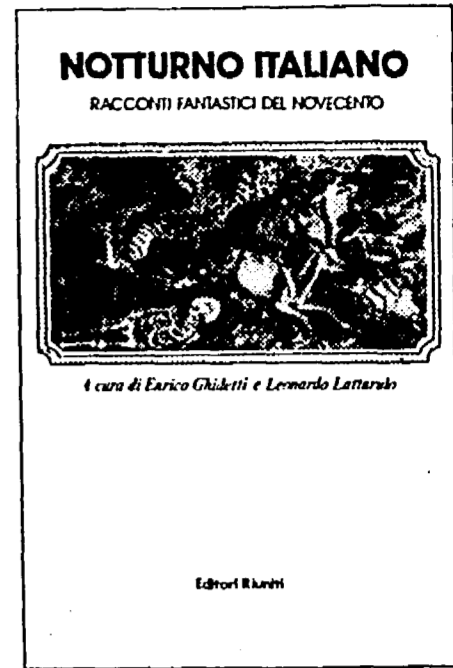 NOTTURNO ITALIANO
RACCONTI FANTASTICI DEL NOVECENTO
A cura di Enrico Ghidetti e Leonardo Lattarulo
Editori Riuniti